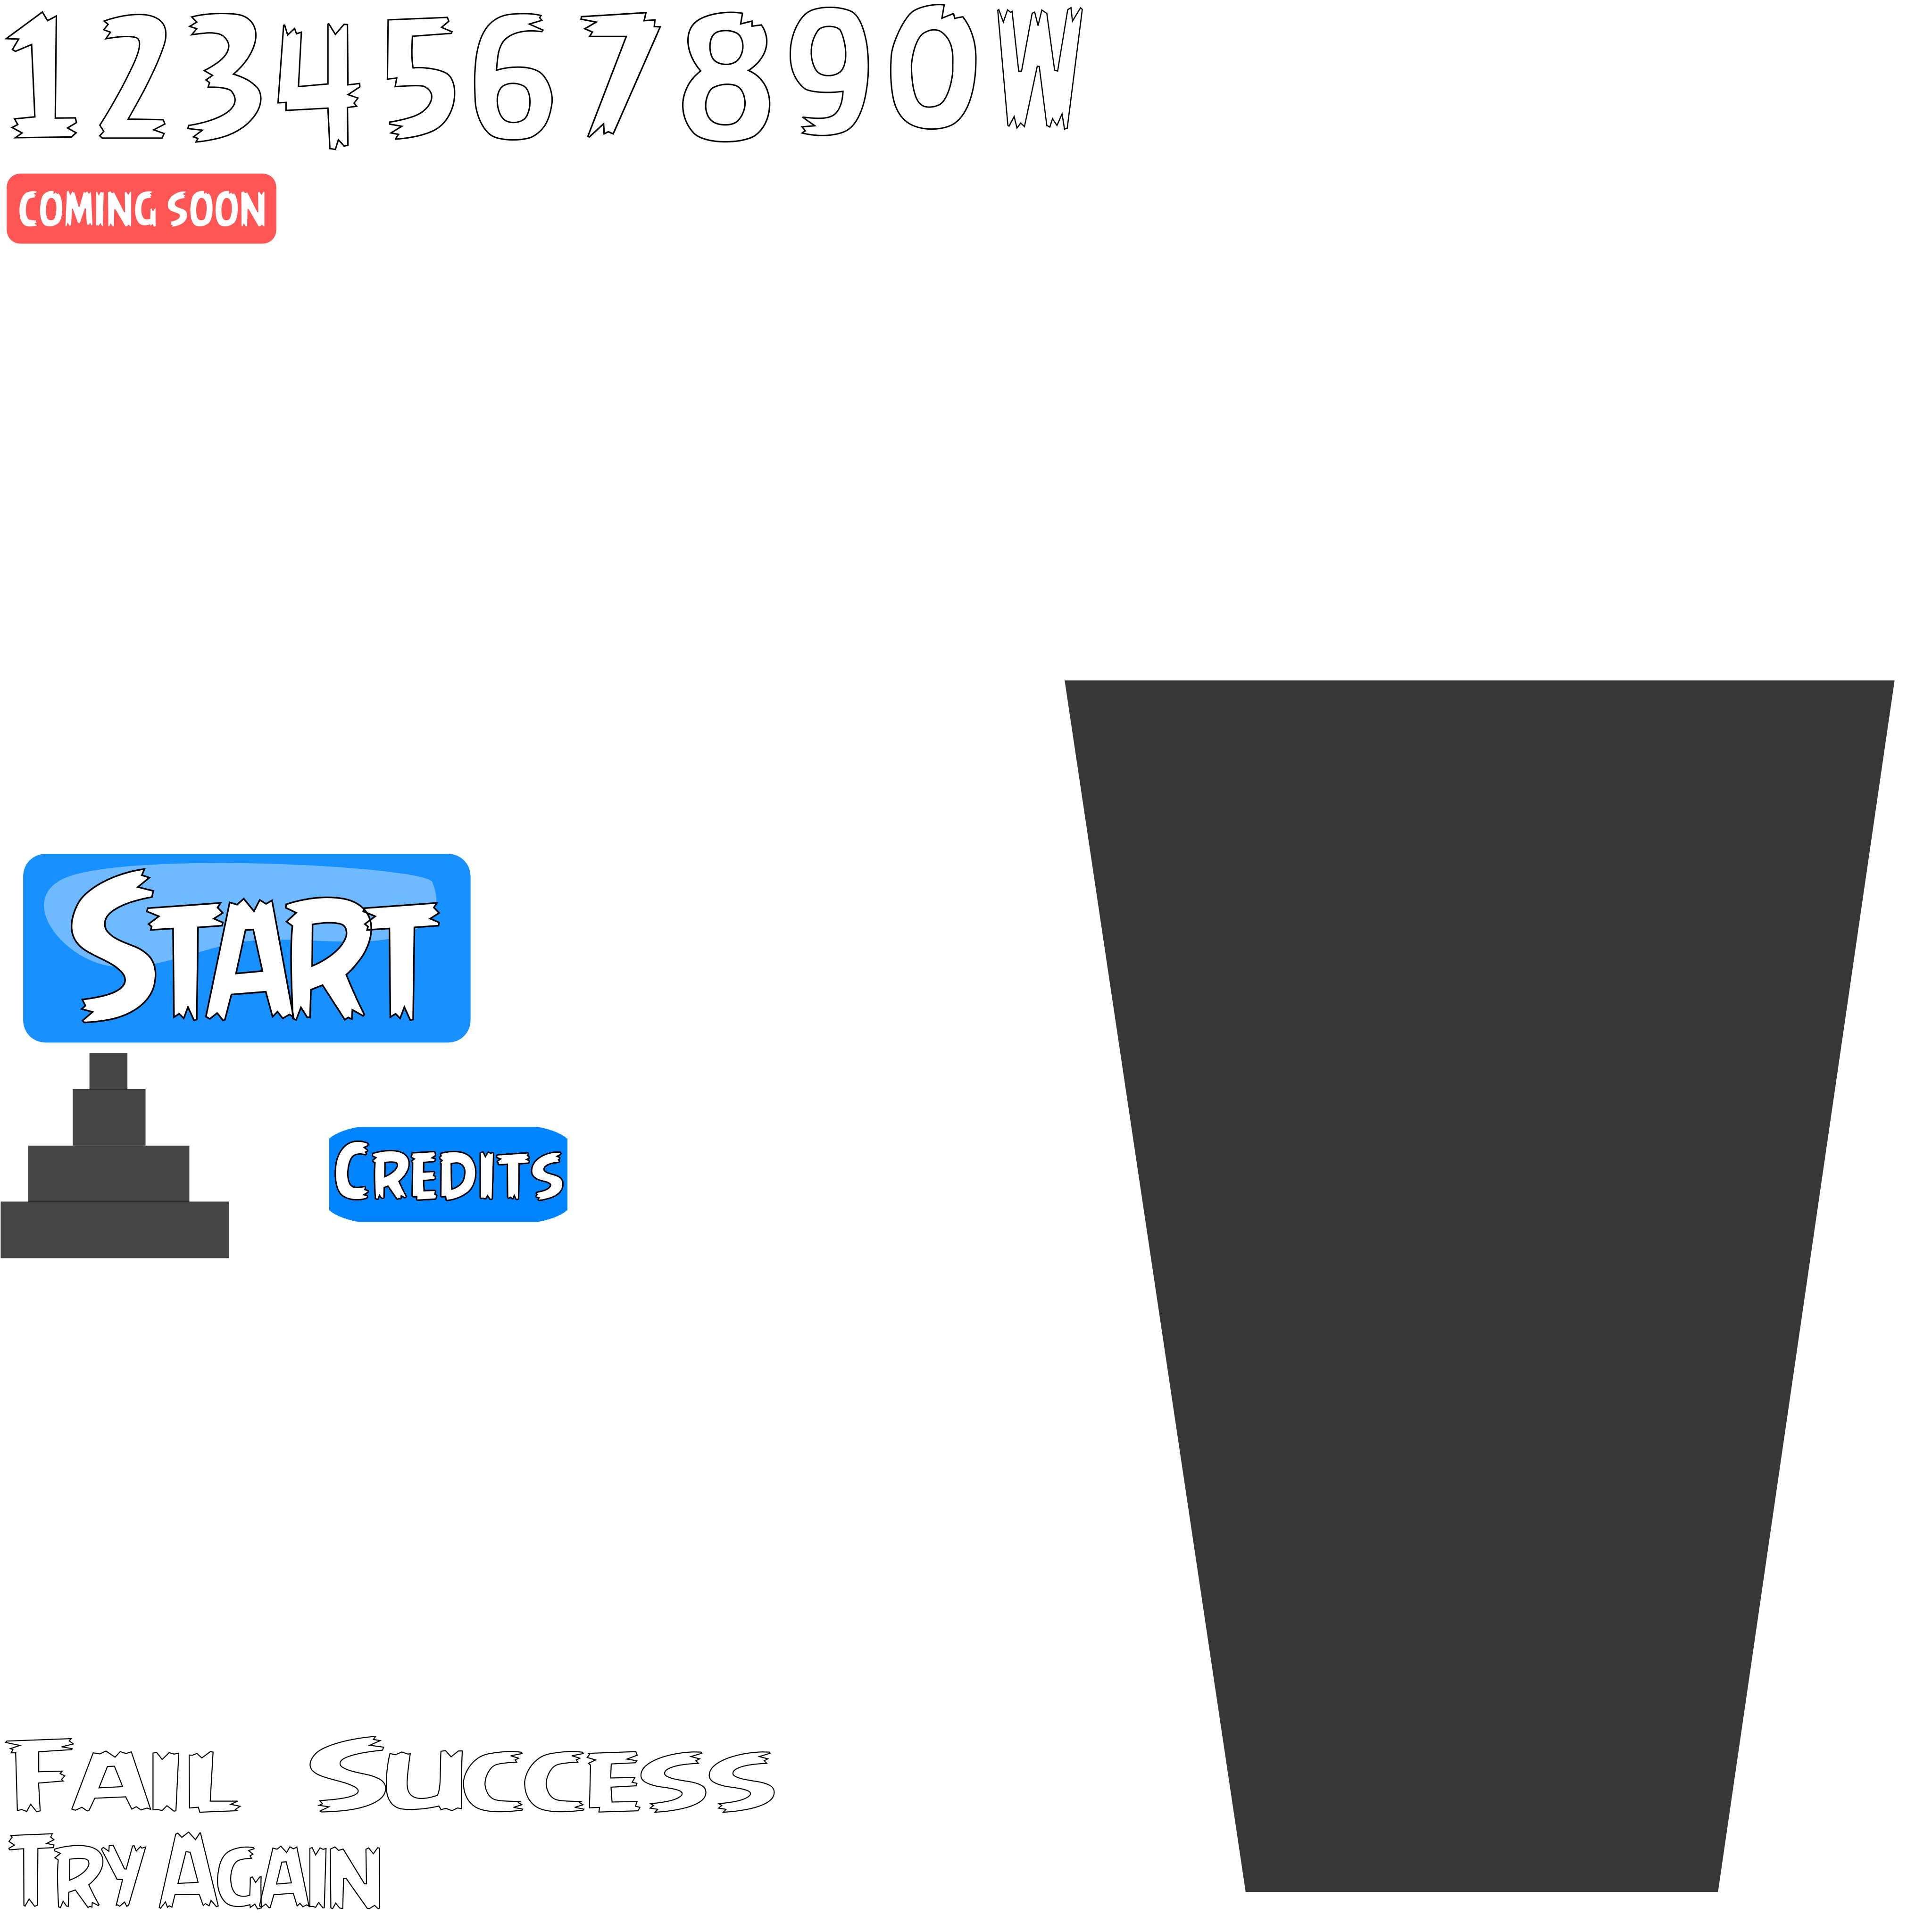 1234567890W
COMING SOON
START
CREDITS
FAIL SUCCESS
TRY AGAIN